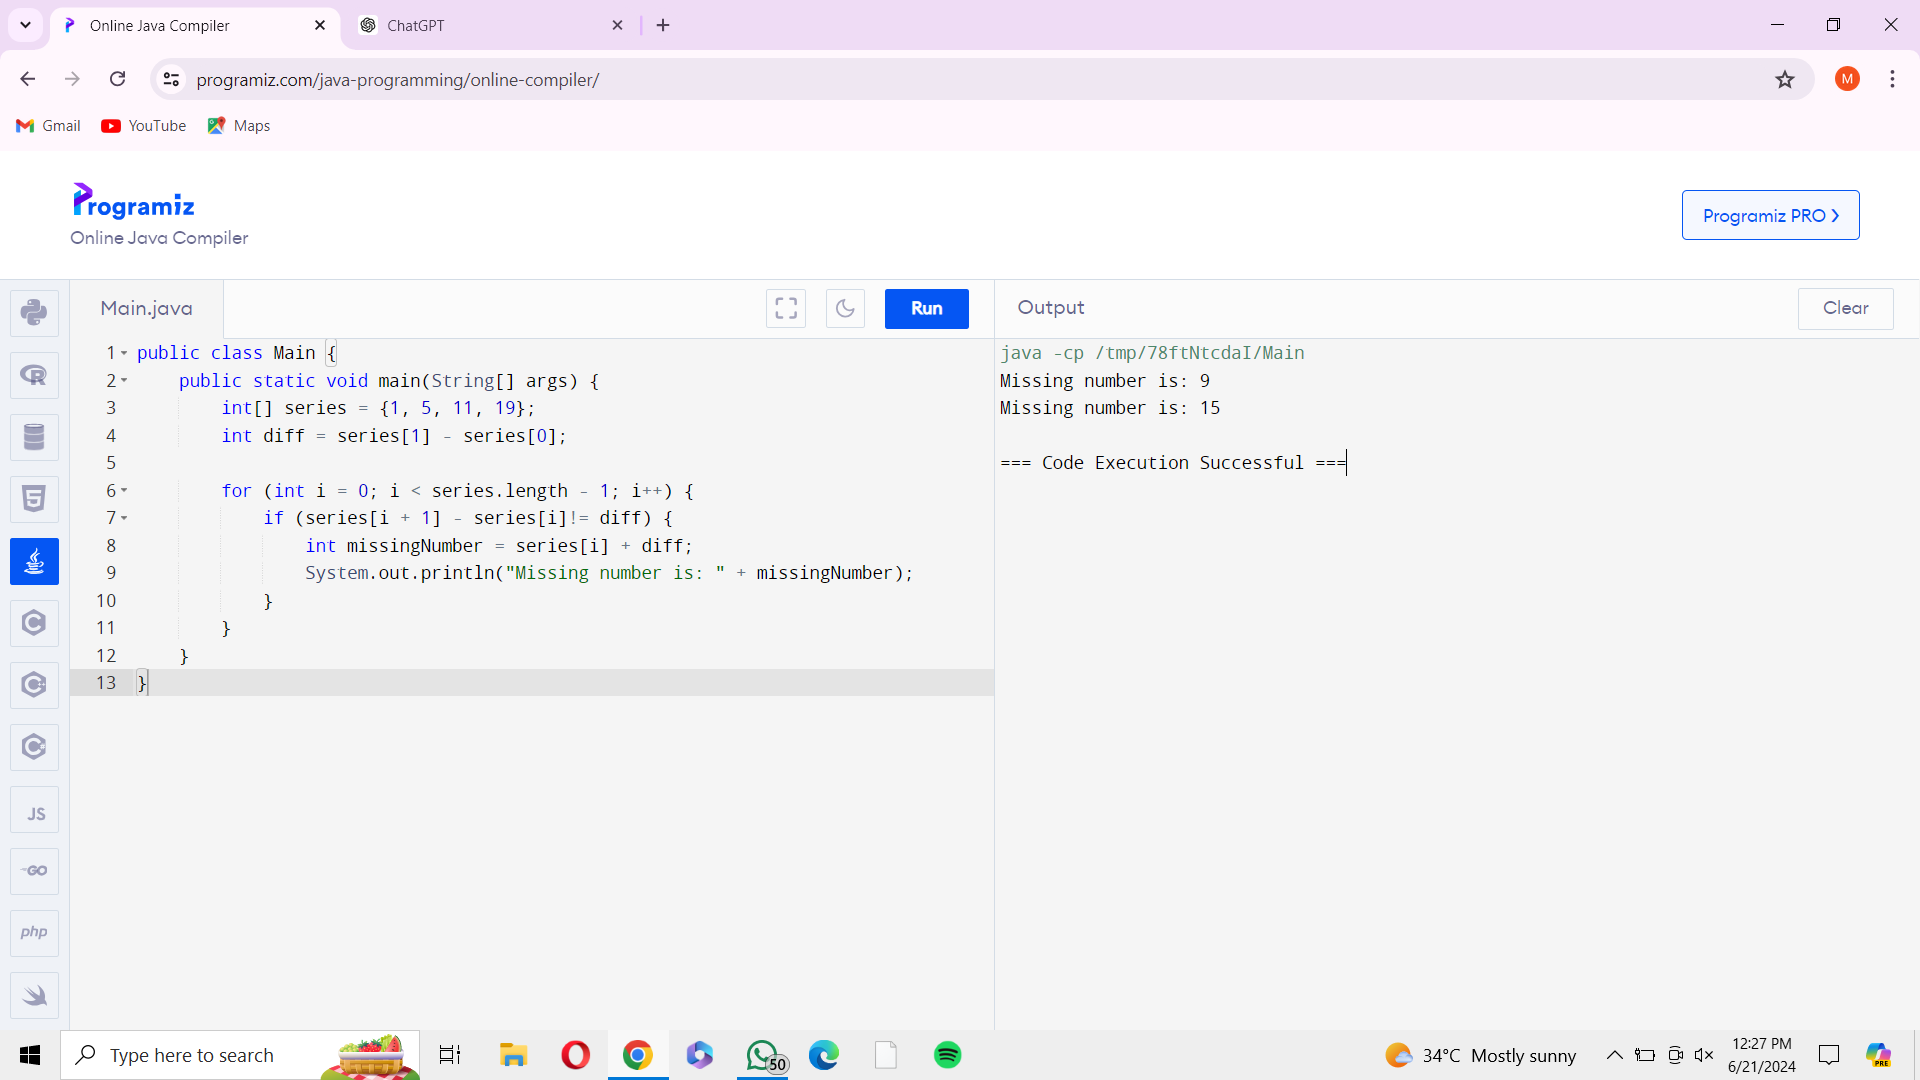 Online Java Compiler
ChatGPT
programiz.com/java-programming/online-compiler/
M
Gmail YouTube Maps
Programiz
Online Java Compiler
Programiz PRO ❯
Main.java
Run
Output
Clear
1 public class Main {
2     public static void main(String[] args) {
3         int[] series = {1, 5, 11, 19};
4         int diff = series[1] - series[0];
5
6         for (int i = 0; i < series.length - 1; i++) {
7             if (series[i + 1] - series[i]!= diff) {
8                 int missingNumber = series[i] + diff;
9                 System.out.println("Missing number is: " + missingNumber);
10             }
11         }
12     }
13 }
java -cp /tmp/78ftNtcdaI/Main
Missing number is: 9
Missing number is: 15
=== Code Execution Successful ===
R
5
C
C+
C#
JS
GO
php
Type here to search
50
34°C Mostly sunny
12:27 PM
6/21/2024
PRE